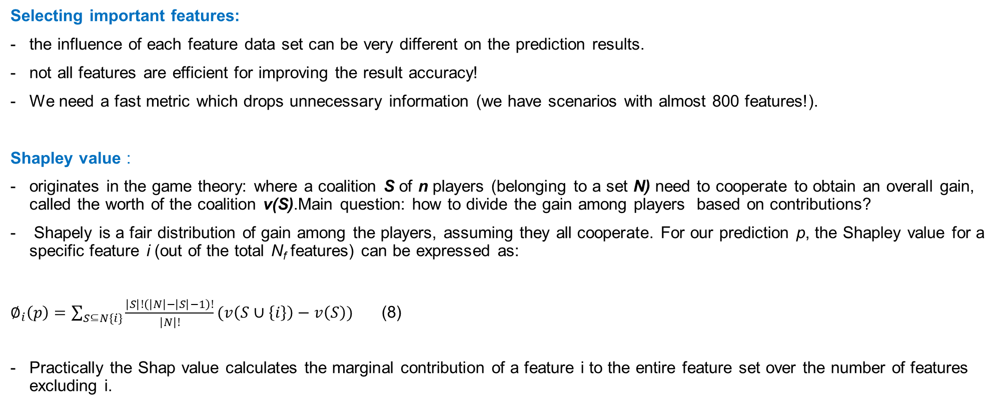 Selecting important features:
- the influence of each feature data set can be very different on the prediction results.
- not all features are efficient for improving the result accuracy!
- We need a fast metric which drops unnecessary information (we have scenarios with almost 800 features!).
Shapley value :
- originates in the game theory: where a coalition S of n players (belonging to a set N) need to cooperate to obtain an overall gain,
called the worth of the coalition v(S).Main question: how to divide the gain among players based on contributions?
- Shapely is a fair distribution of gain among the players, assuming they all cooperate. For our prediction p, the Shapley value for a
specific feature i (out of the total N_f features) can be expressed as:
∅_i(p) = ∑_{S⊆N{i}} |S|!(|N|−|S|−1)! / |N|! (v(S ∪ {i}) − v(S)) (8)
- Practically the Shap value calculates the marginal contribution of a feature i to the entire feature set over the number of features
excluding i.